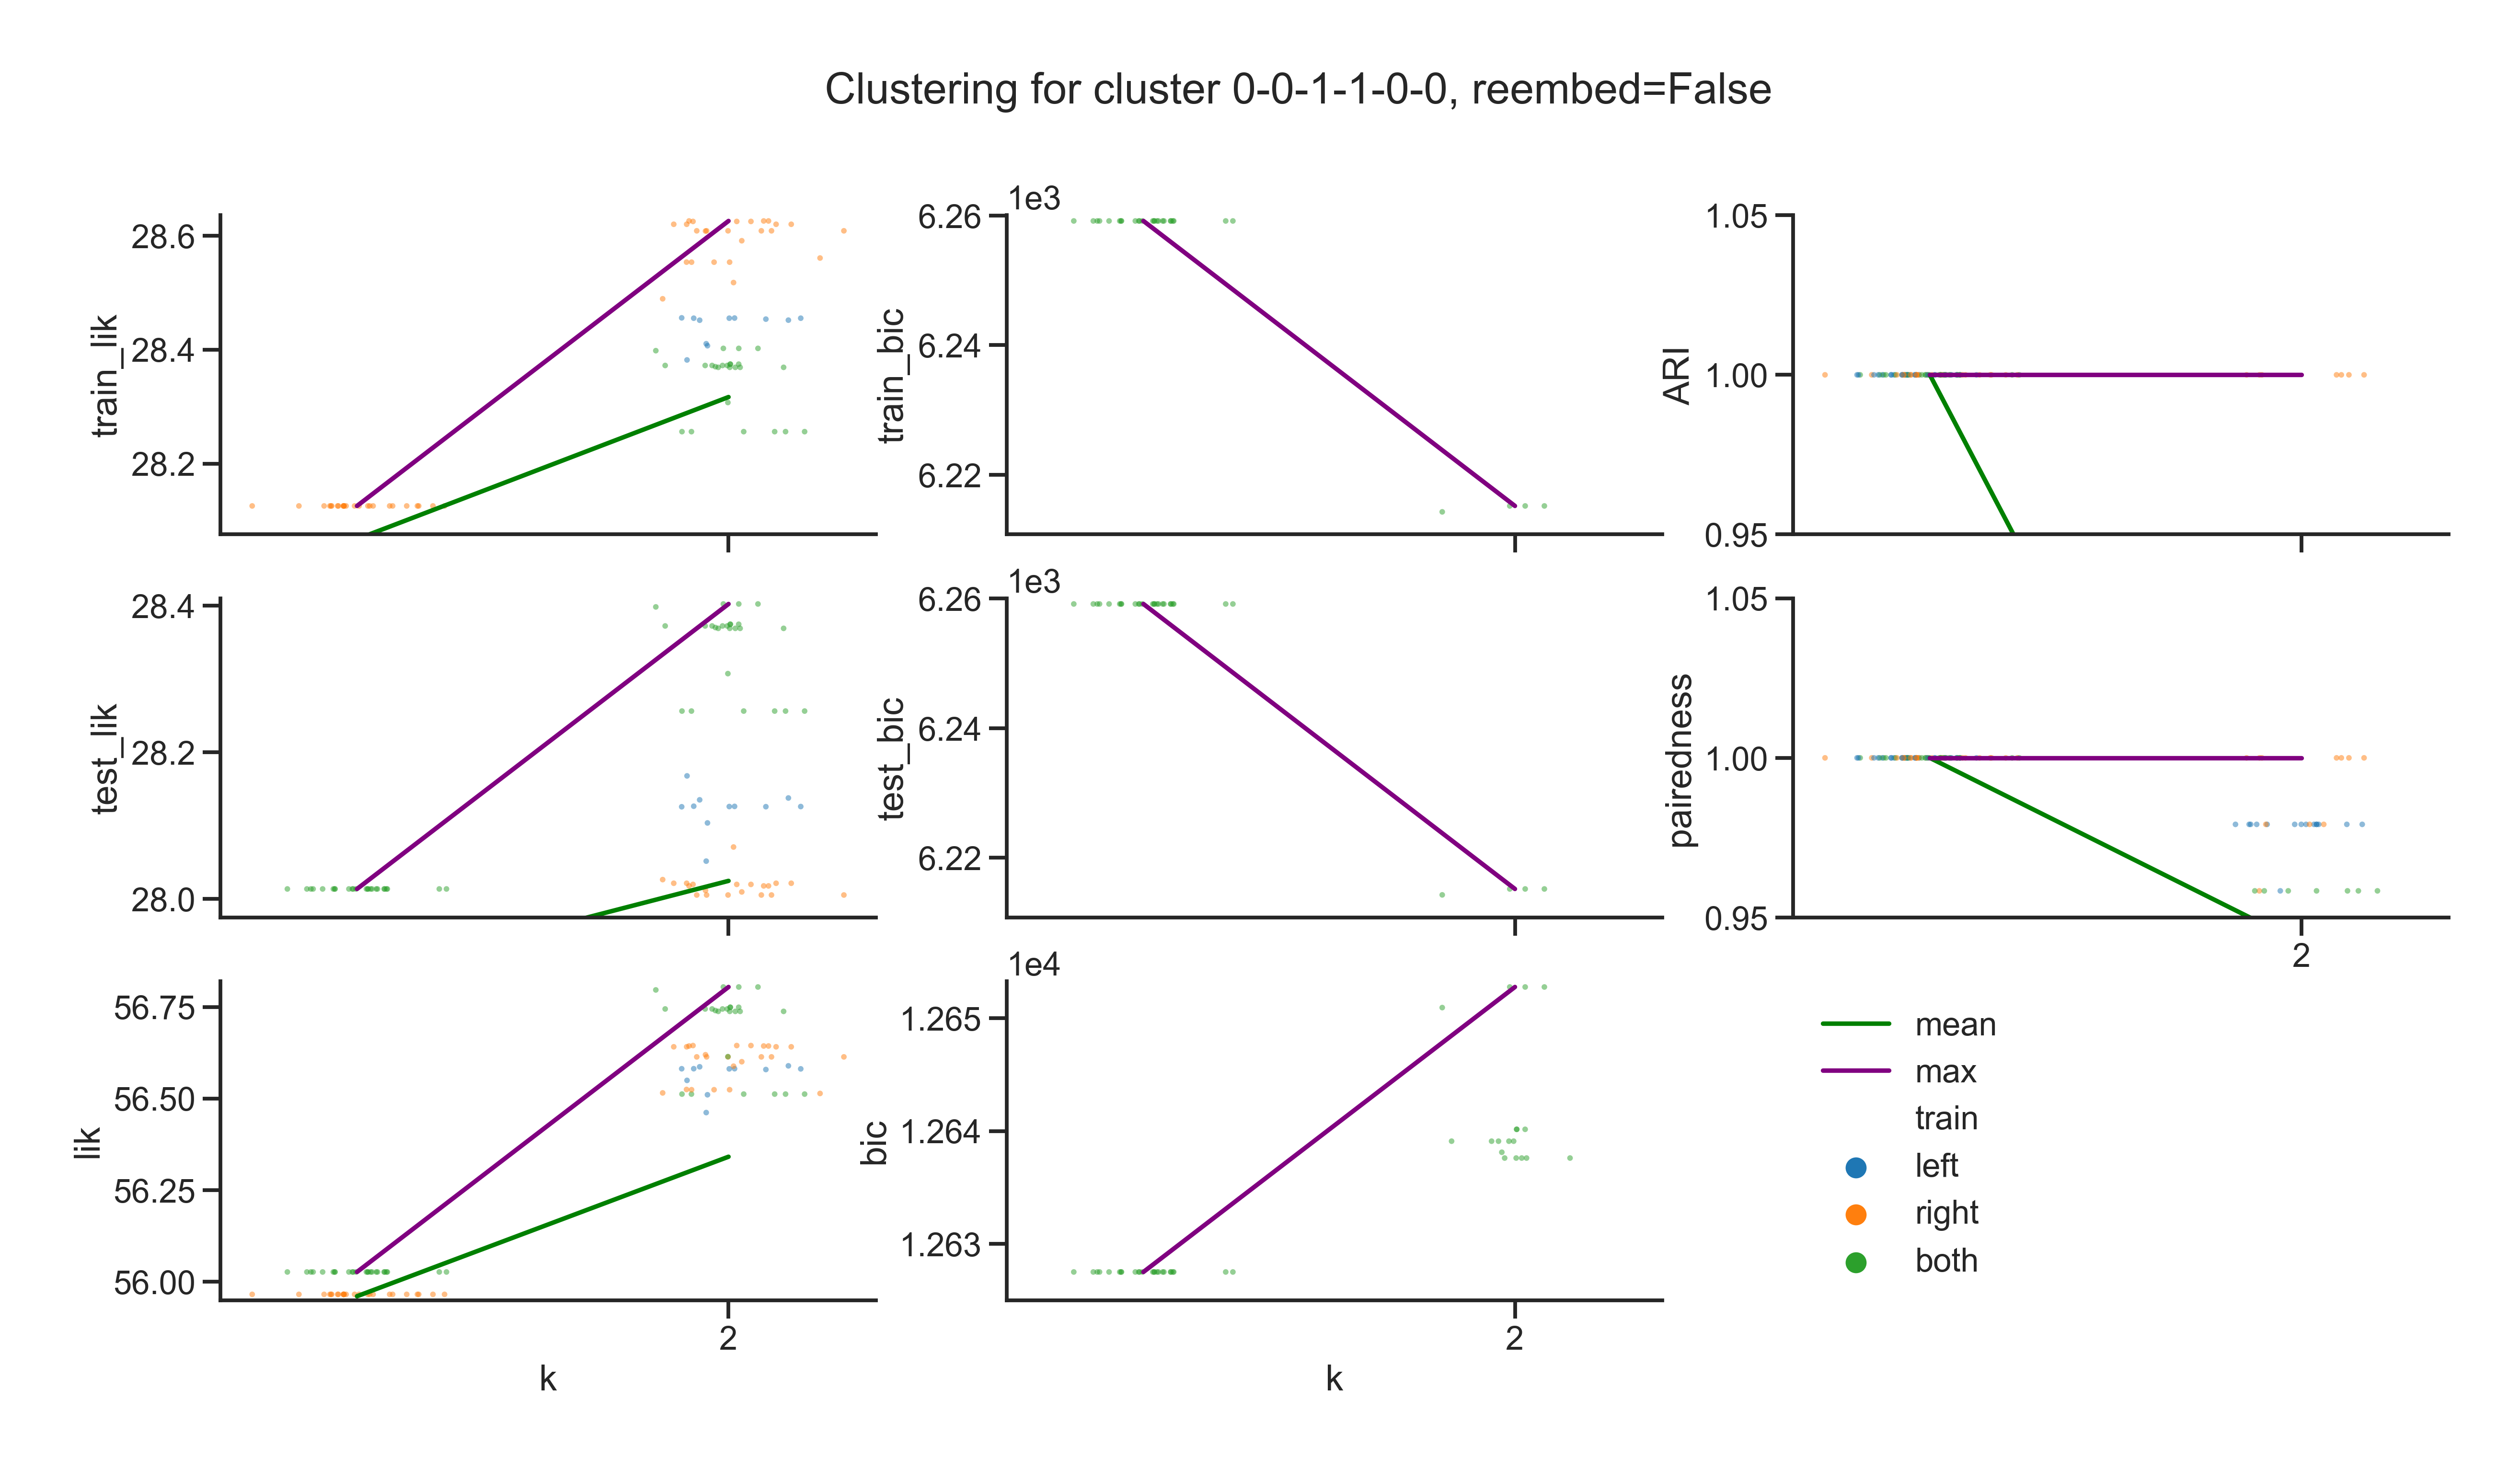 Clustering for cluster 0-0-1-1-0-0, reembed=False
train_lik
28.6
28.4
28.2
1e3
train_bic
6.26
6.24
6.22
ARI
1.05
1.00
0.95
test_lik
28.4
28.2
28.0
1e3
test_bic
6.26
6.24
6.22
pairedness
1.05
1.00
0.95
2
lik
56.75
56.50
56.25
56.00
2
k
1e4
bic
1.265
1.264
1.263
2
k
mean
max
train
left
right
both